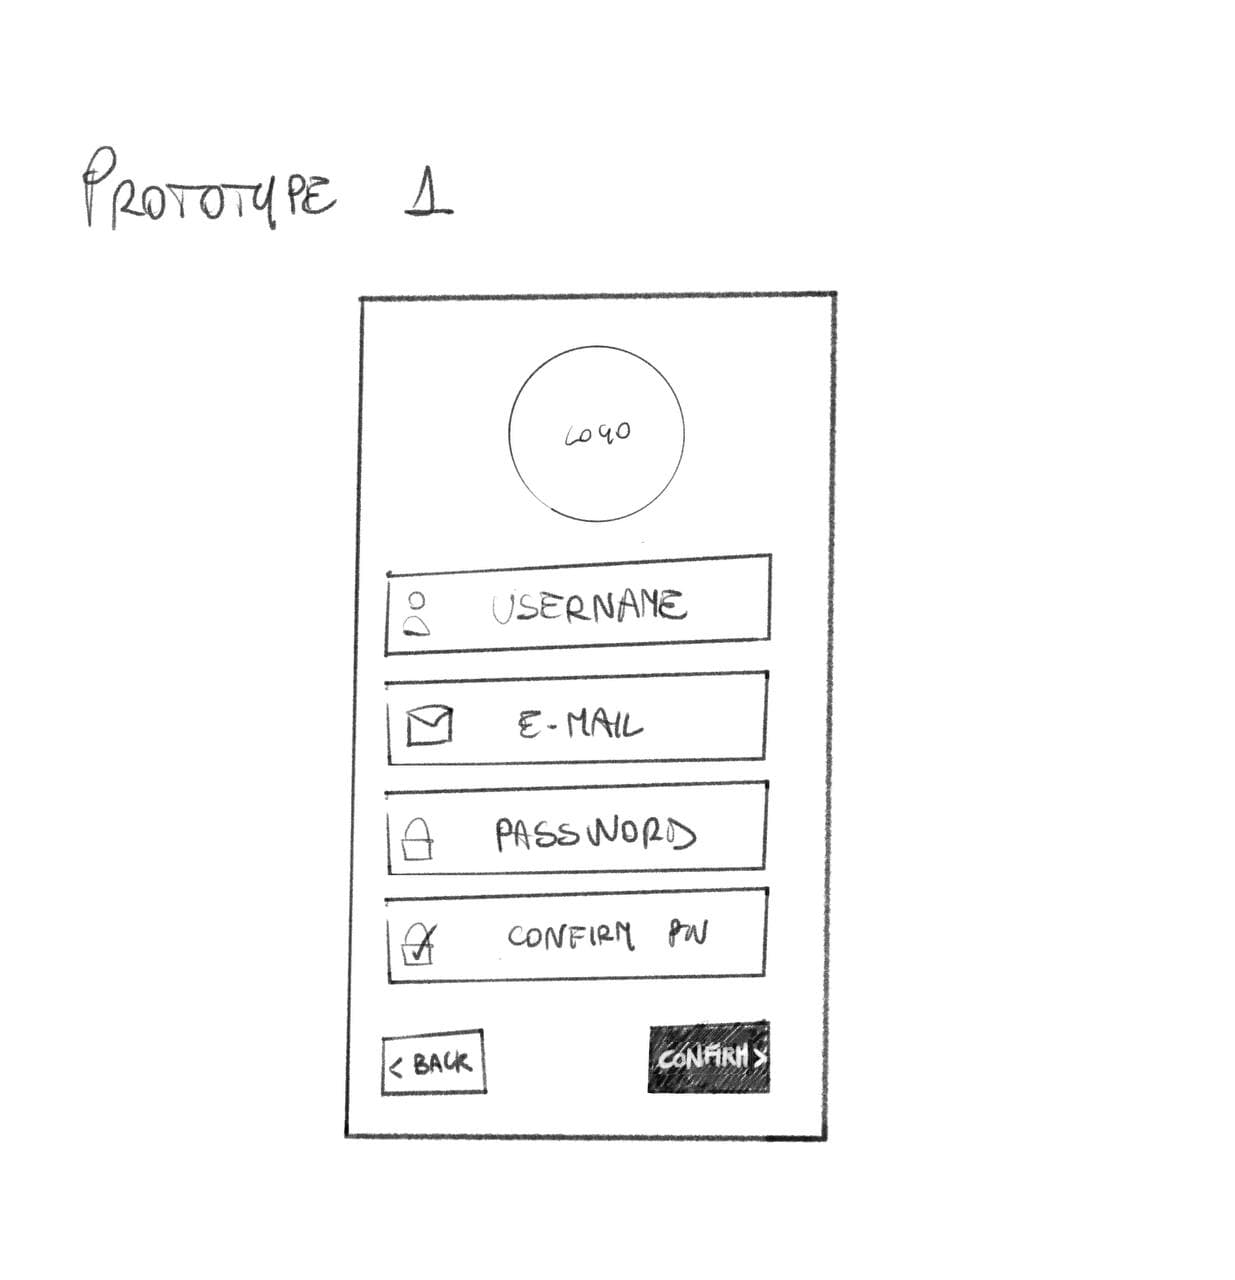 PROTOTYPE 1
LOGO
USERNAME
E-MAIL
PASSWORD
CONFIRM PW
< BACK
CONFIRM >